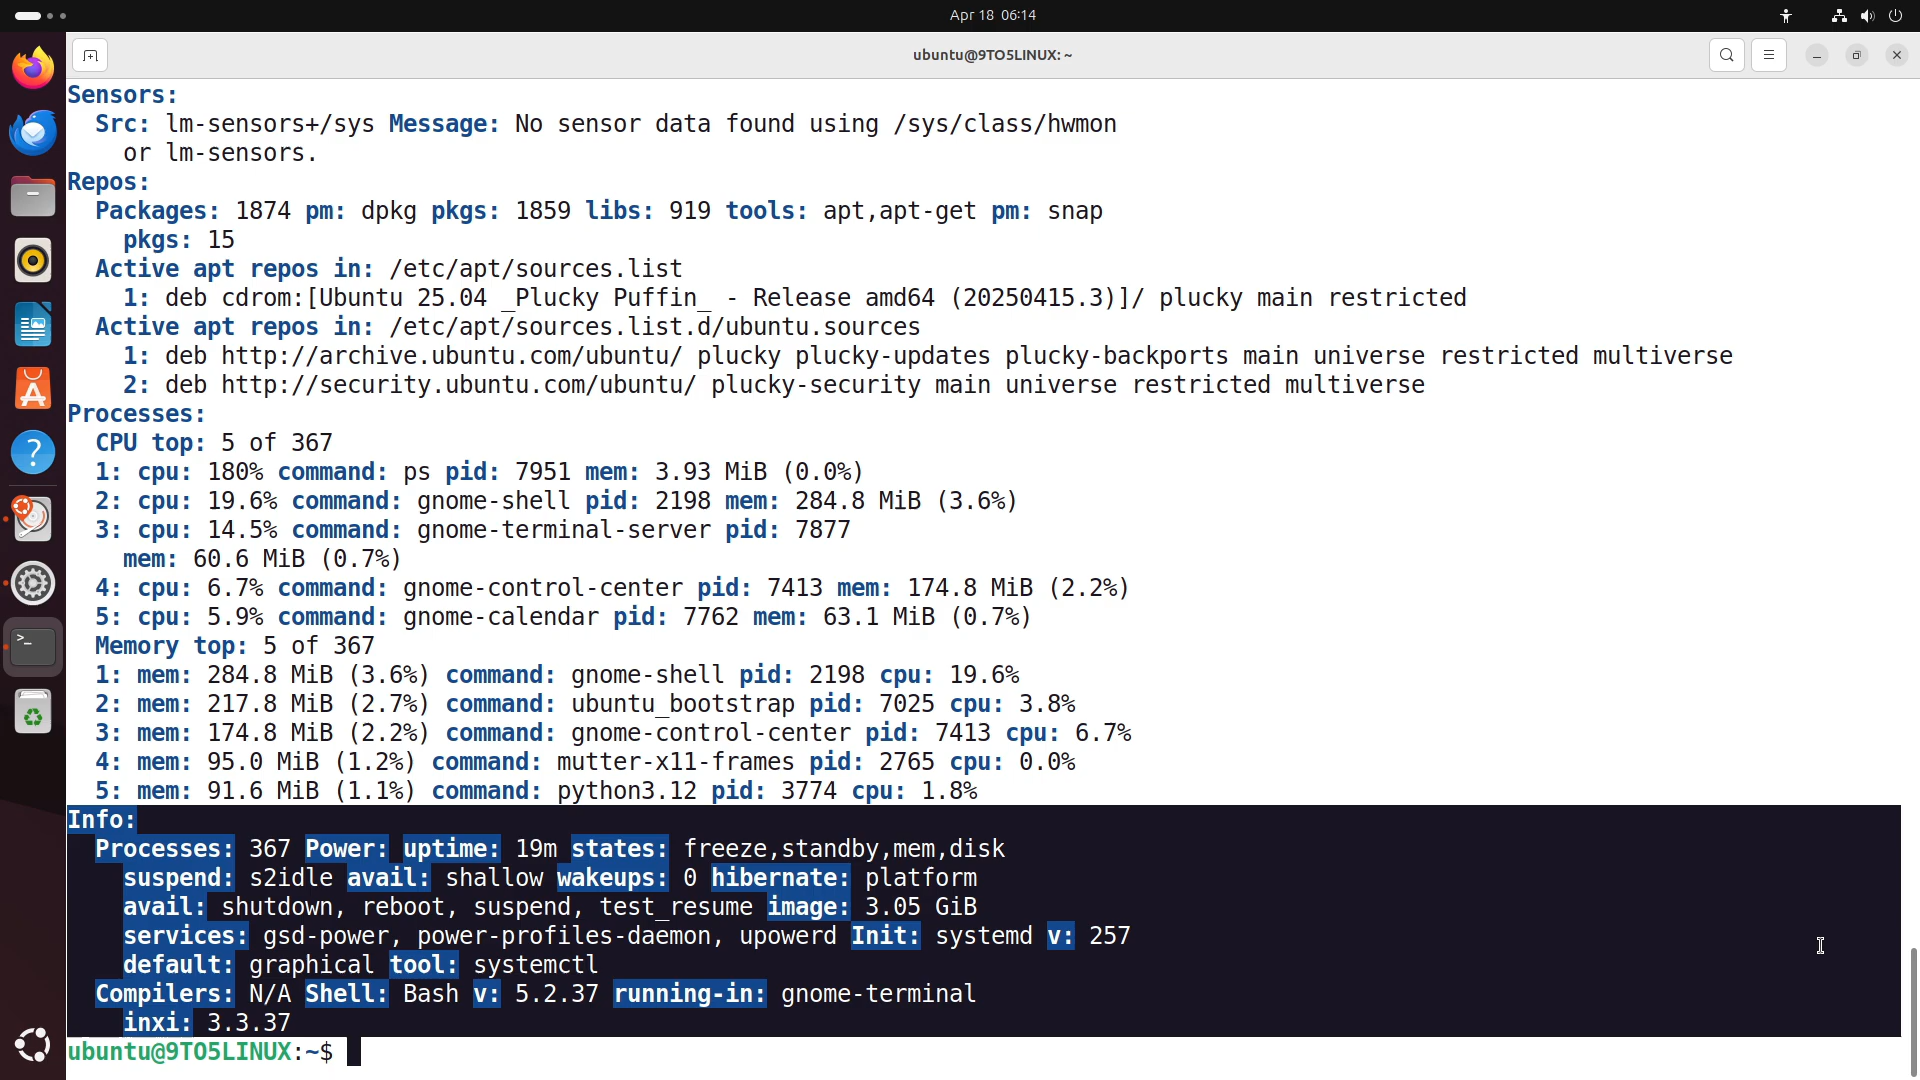 Apr 18 06:14
ubuntu@9TO5LINUX: ~
Sensors:
Src: lm-sensors+/sys Message: No sensor data found using /sys/class/hwmon
or lm-sensors.
Repos:
Packages: 1874 pm: dpkg pkgs: 1859 libs: 919 tools: apt,apt-get pm: snap
pkgs: 15
Active apt repos in: /etc/apt/sources.list
1: deb cdrom:[Ubuntu 25.04 _Plucky Puffin_ - Release amd64 (20250415.3)]/ plucky main restricted
Active apt repos in: /etc/apt/sources.list.d/ubuntu.sources
1: deb http://archive.ubuntu.com/ubuntu/ plucky plucky-updates plucky-backports main universe restricted multiverse
2: deb http://security.ubuntu.com/ubuntu/ plucky-security main universe restricted multiverse
Processes:
CPU top: 5 of 367
1: cpu: 180% command: ps pid: 7951 mem: 3.93 MiB (0.0%)
2: cpu: 19.6% command: gnome-shell pid: 2198 mem: 284.8 MiB (3.6%)
3: cpu: 14.5% command: gnome-terminal-server pid: 7877
mem: 60.6 MiB (0.7%)
4: cpu: 6.7% command: gnome-control-center pid: 7413 mem: 174.8 MiB (2.2%)
5: cpu: 5.9% command: gnome-calendar pid: 7762 mem: 63.1 MiB (0.7%)
Memory top: 5 of 367
1: mem: 284.8 MiB (3.6%) command: gnome-shell pid: 2198 cpu: 19.6%
2: mem: 217.8 MiB (2.7%) command: ubuntu_bootstrap pid: 7025 cpu: 3.8%
3: mem: 174.8 MiB (2.2%) command: gnome-control-center pid: 7413 cpu: 6.7%
4: mem: 95.0 MiB (1.2%) command: mutter-x11-frames pid: 2765 cpu: 0.0%
5: mem: 91.6 MiB (1.1%) command: python3.12 pid: 3774 cpu: 1.8%
Info:
Processes: 367 Power: uptime: 19m states: freeze,standby,mem,disk
suspend: s2idle avail: shallow wakeups: 0 hibernate: platform
avail: shutdown, reboot, suspend, test_resume image: 3.05 GiB
services: gsd-power, power-profiles-daemon, upowerd Init: systemd v: 257
default: graphical tool: systemctl
Compilers: N/A Shell: Bash v: 5.2.37 running-in: gnome-terminal
inxi: 3.3.37
ubuntu@9TO5LINUX:~$